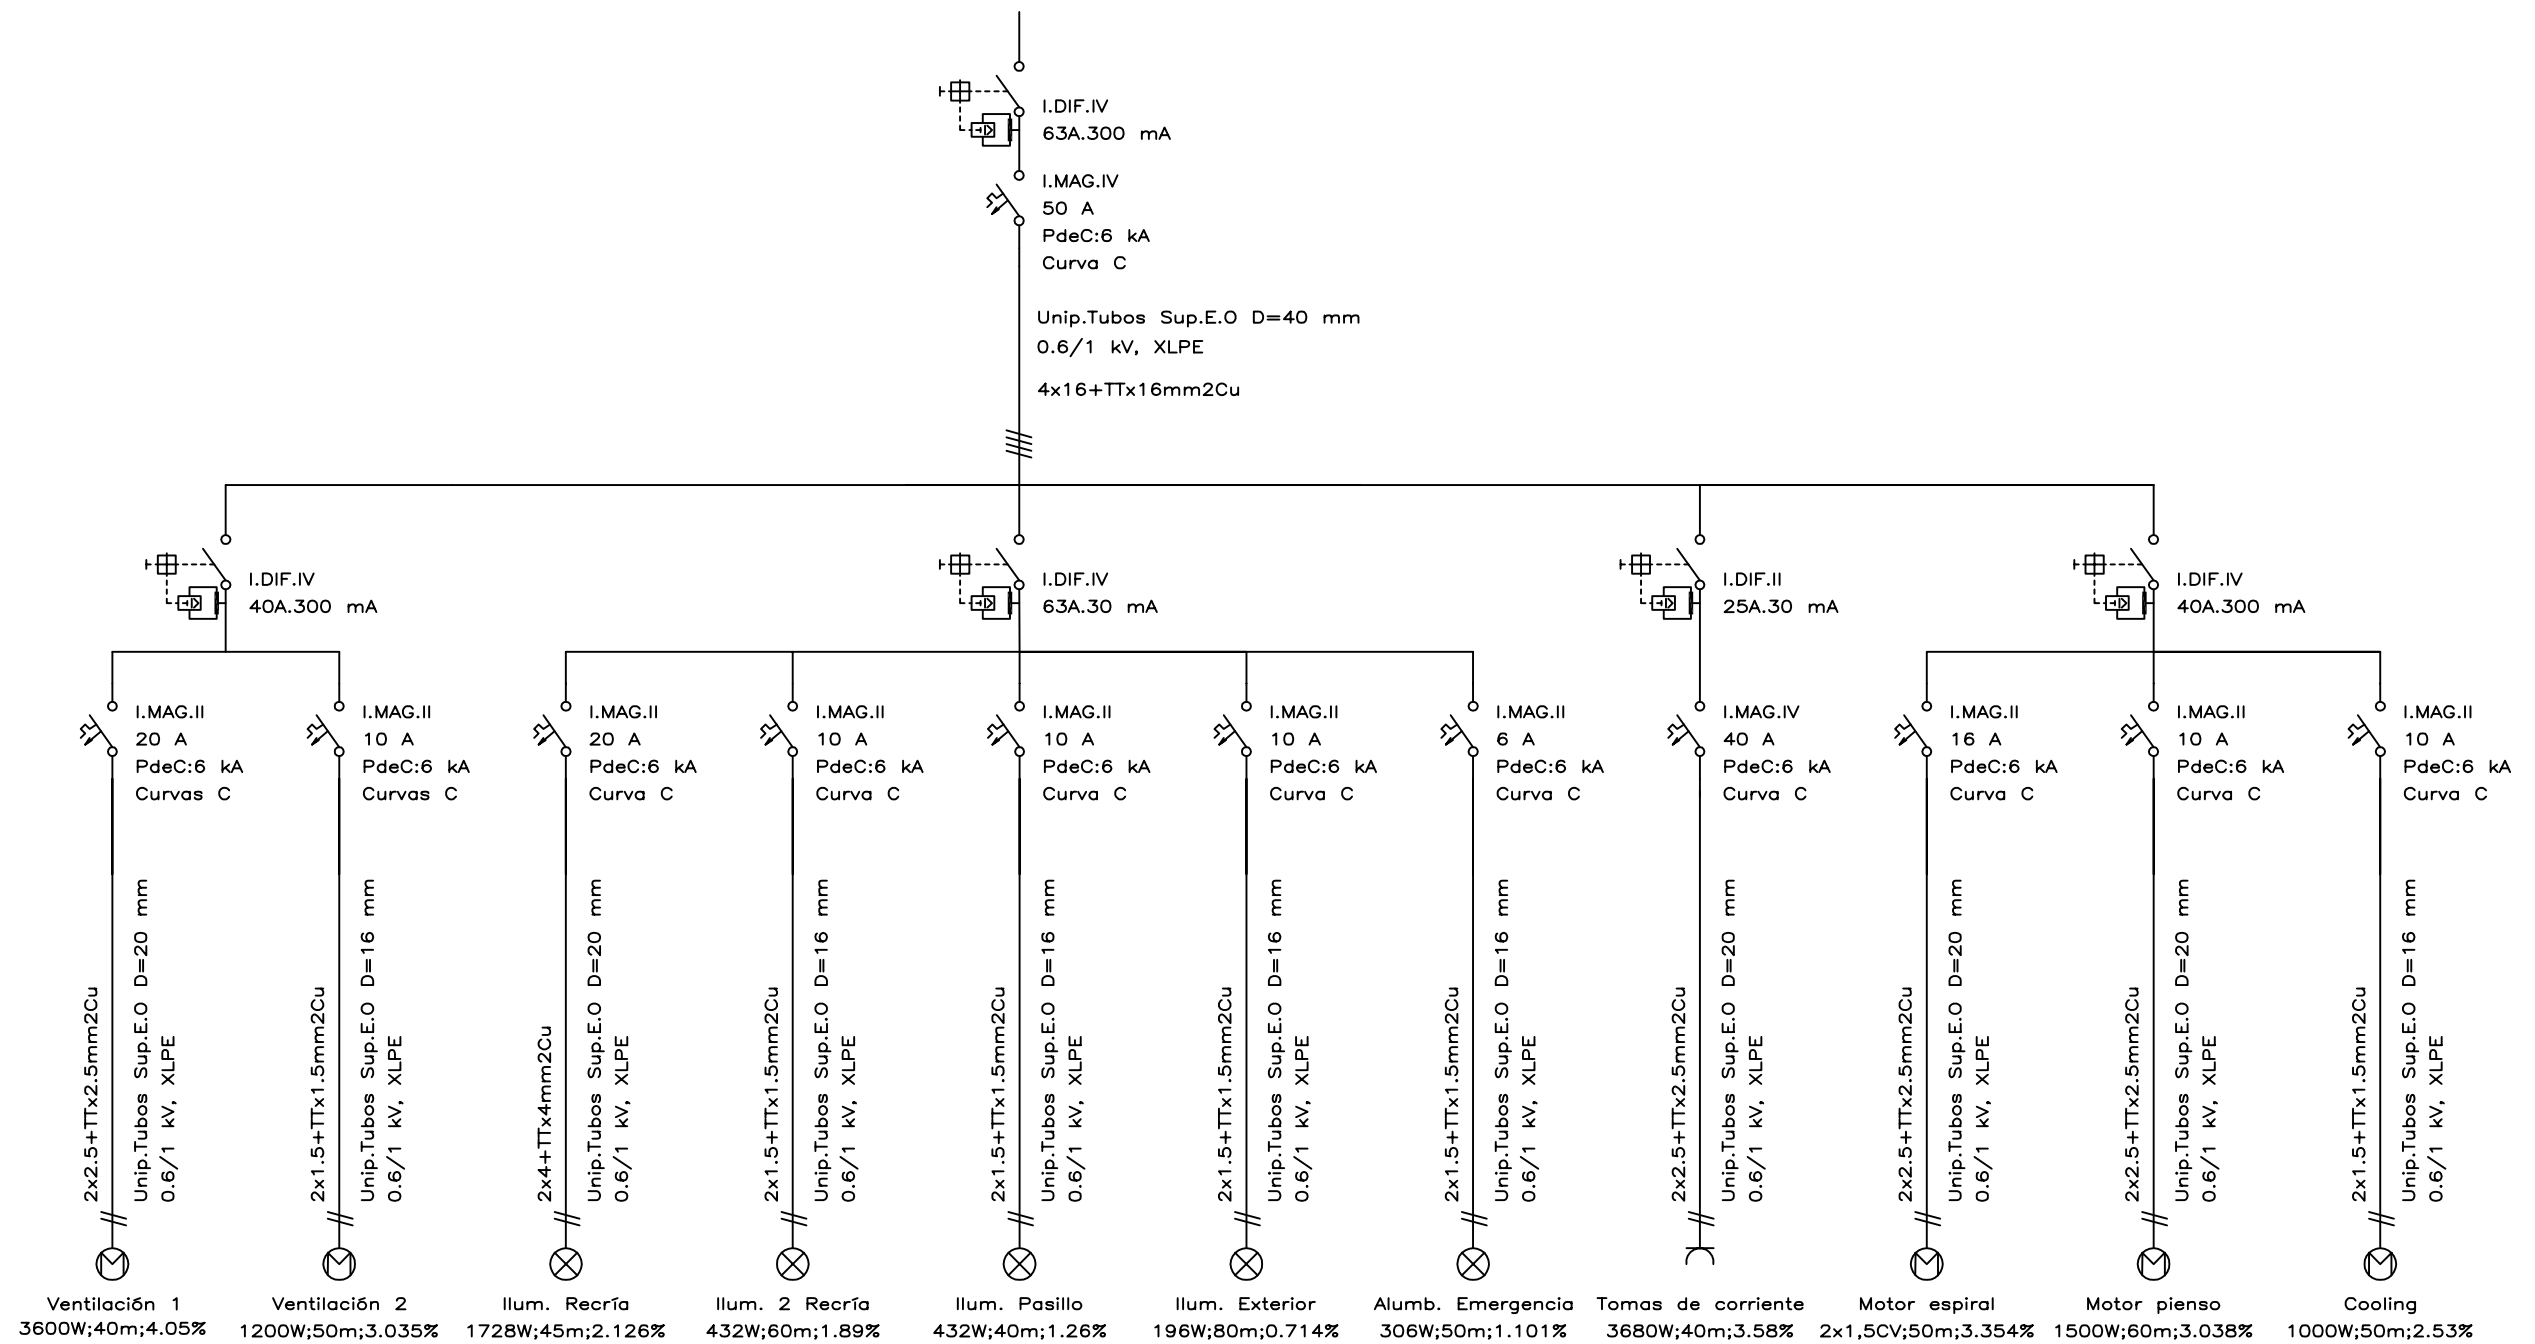 I.DIF.IV
63A.300 mA
I.MAG.IV
50 A
PdeC:6 kA
Curva C
Unip.Tubos Sup.E.O D=40 mm
0.6/1 kV, XLPE
4x16+TTx16mm2Cu
I.DIF.IV
40A.300 mA
I.DIF.IV
63A.30 mA
I.DIF.II
25A.30 mA
I.DIF.IV
40A.300 mA
I.MAG.II
20 A
PdeC:6 kA
Curvas C
I.MAG.II
10 A
PdeC:6 kA
Curvas C
I.MAG.II
20 A
PdeC:6 kA
Curva C
I.MAG.II
10 A
PdeC:6 kA
Curva C
I.MAG.II
10 A
PdeC:6 kA
Curva C
I.MAG.II
10 A
PdeC:6 kA
Curva C
I.MAG.II
6 A
PdeC:6 kA
Curva C
I.MAG.IV
40 A
PdeC:6 kA
Curva C
I.MAG.II
16 A
PdeC:6 kA
Curva C
I.MAG.II
10 A
PdeC:6 kA
Curva C
I.MAG.II
10 A
PdeC:6 kA
Curva C
2x2.5+TTx2.5mm2Cu
Unip.Tubos Sup.E.O D=20 mm
0.6/1 kV, XLPE
2x1.5+TTx1.5mm2Cu
Unip.Tubos Sup.E.O D=16 mm
0.6/1 kV, XLPE
2x4+TTx4mm2Cu
Unip.Tubos Sup.E.O D=20 mm
0.6/1 kV, XLPE
2x1.5+TTx1.5mm2Cu
Unip.Tubos Sup.E.O D=16 mm
0.6/1 kV, XLPE
2x1.5+TTx1.5mm2Cu
Unip.Tubos Sup.E.O D=16 mm
0.6/1 kV, XLPE
2x1.5+TTx1.5mm2Cu
Unip.Tubos Sup.E.O D=16 mm
0.6/1 kV, XLPE
2x1.5+TTx1.5mm2Cu
Unip.Tubos Sup.E.O D=16 mm
0.6/1 kV, XLPE
2x2.5+TTx2.5mm2Cu
Unip.Tubos Sup.E.O D=20 mm
0.6/1 kV, XLPE
2x2.5+TTx2.5mm2Cu
Unip.Tubos Sup.E.O D=20 mm
0.6/1 kV, XLPE
2x2.5+TTx2.5mm2Cu
Unip.Tubos Sup.E.O D=20 mm
0.6/1 kV, XLPE
2x1.5+TTx1.5mm2Cu
Unip.Tubos Sup.E.O D=16 mm
0.6/1 kV, XLPE
Ventilación 1
3600W;40m;4.05%
Ventilación 2
1200W;50m;3.035%
Ilum. Recría
1728W;45m;2.126%
Ilum. 2 Recría
432W;60m;1.89%
Ilum. Pasillo
432W;40m;1.26%
Ilum. Exterior
196W;80m;0.714%
Alumb. Emergencia
306W;50m;1.101%
Tomas de corriente
3680W;40m;3.58%
Motor espiral
2x1,5CV;50m;3.354%
Motor pienso
1500W;60m;3.038%
Cooling
1000W;50m;2.53%